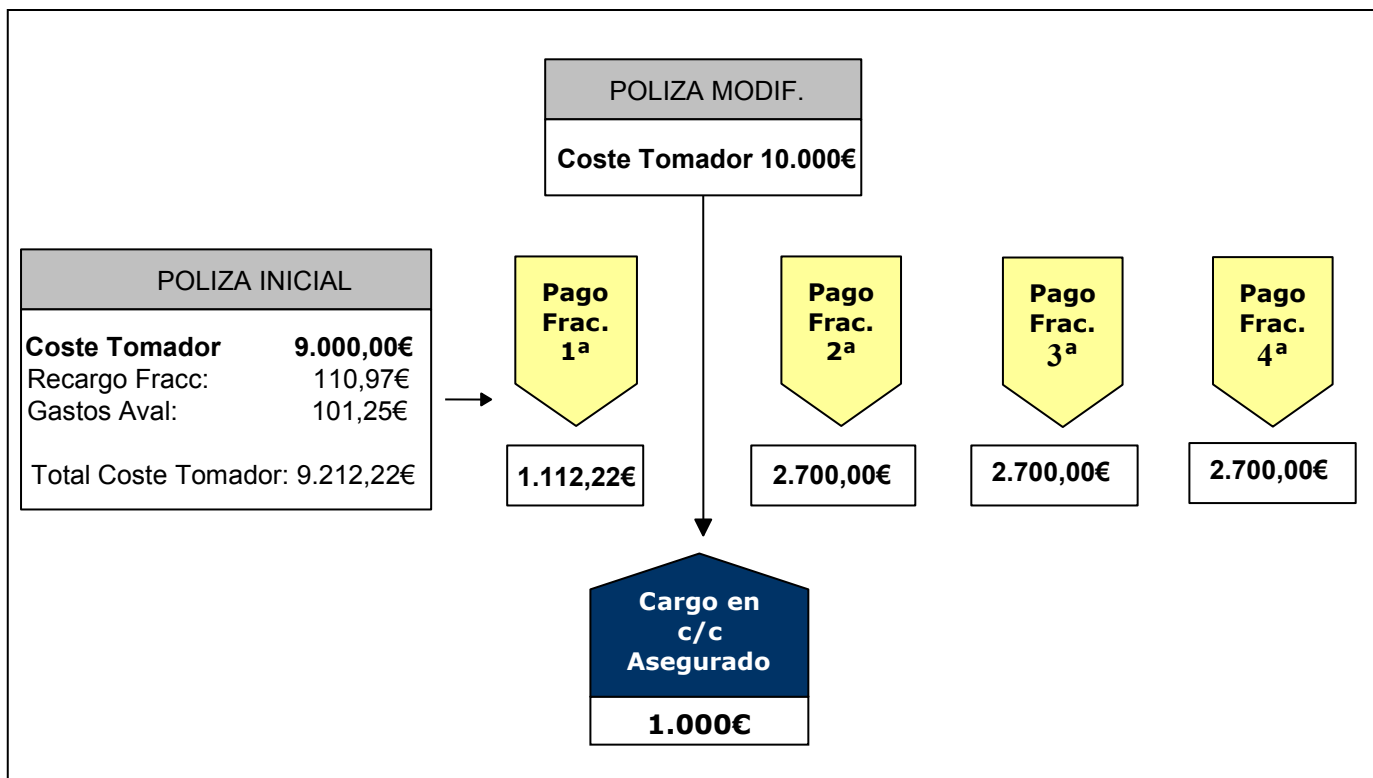 POLIZA MODIF.
Coste Tomador 10.000€
POLIZA INICIAL
Coste Tomador 9.000,00€
Recargo Fracc: 110,97€
Gastos Aval: 101,25€
Total Coste Tomador: 9.212,22€
Pago
Frac.
1ª
1.112,22€
Pago
Frac.
2ª
2.700,00€
Pago
Frac.
3ª
2.700,00€
Pago
Frac.
4ª
2.700,00€
Cargo en
c/c
Asegurado
1.000€